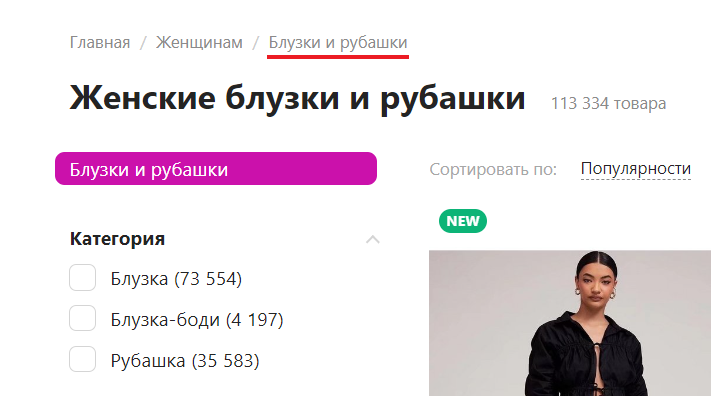 Главная / Женщинам / Блузки и рубашки
Женские блузки и рубашки 113 334 товара
Блузки и рубашки
Сортировать по: Популярности
NEW
Категория
Блузка (73 554)
Блузка-боди (4 197)
Рубашка (35 583)